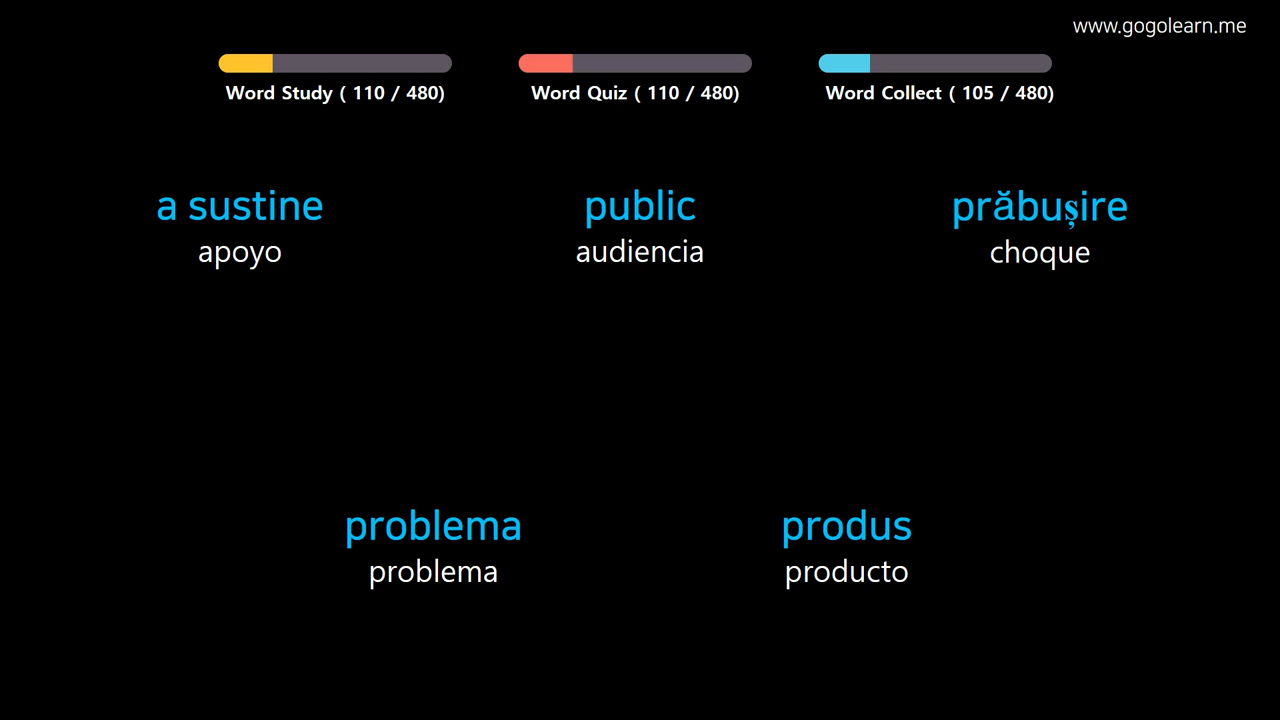 www.gogolearn.me
Word Study ( 110 / 480)
Word Quiz ( 110 / 480)
Word Collect ( 105 / 480)
a sustine
apoyo
public
audiencia
prăbușire
choque
problema
problema
produs
producto